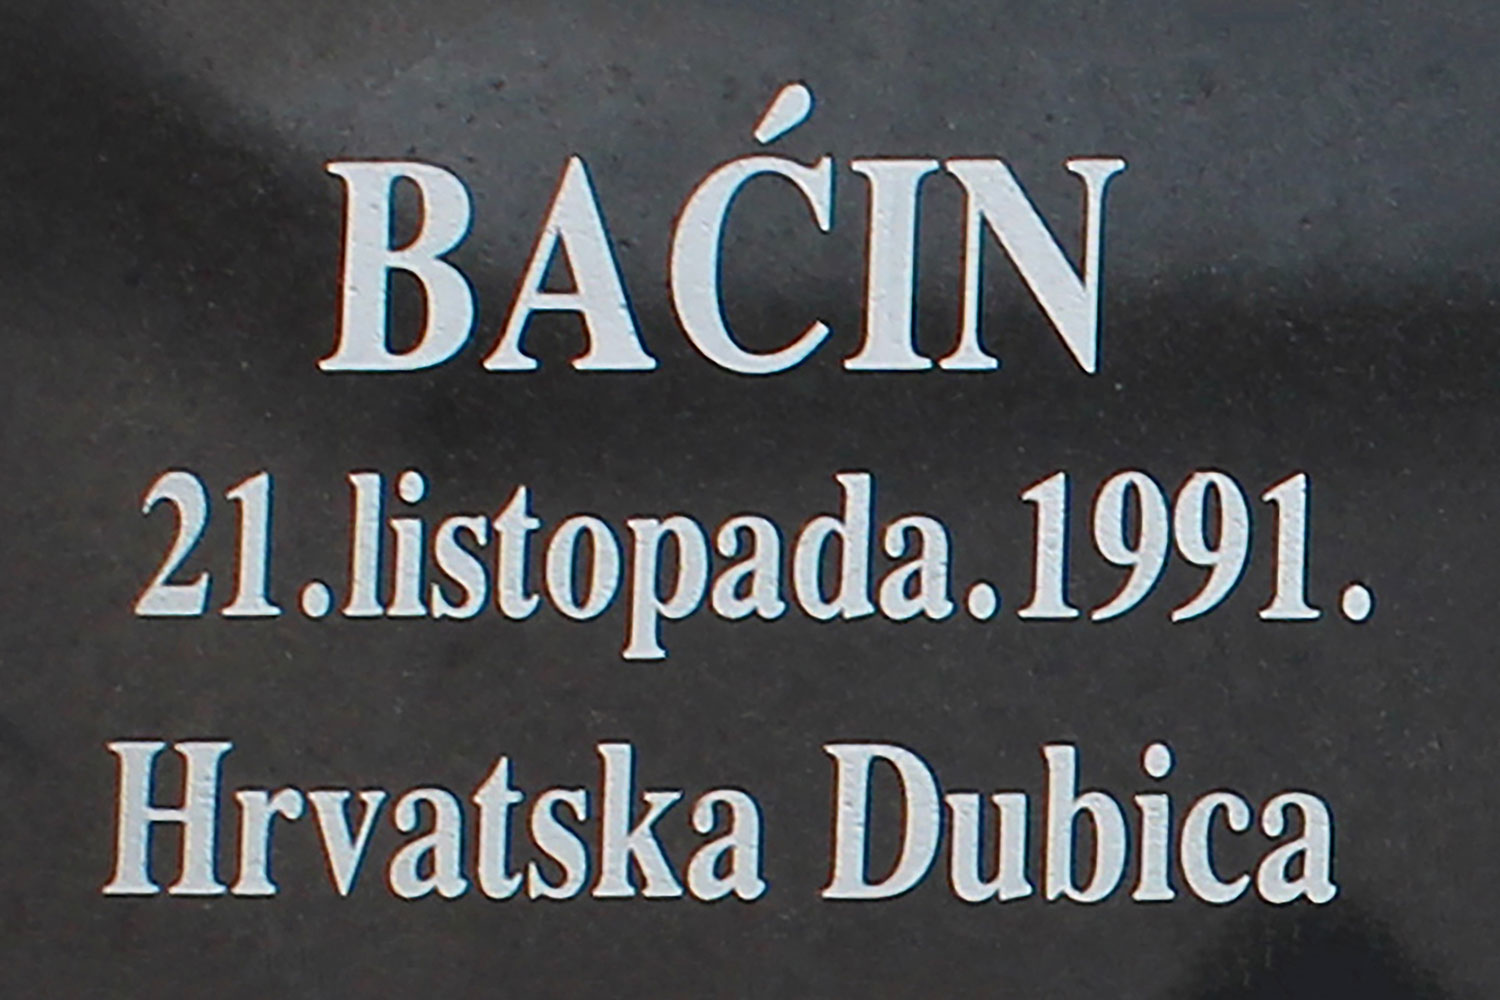 BAĆIN
21.listopada.1991.
Hrvatska Dubica